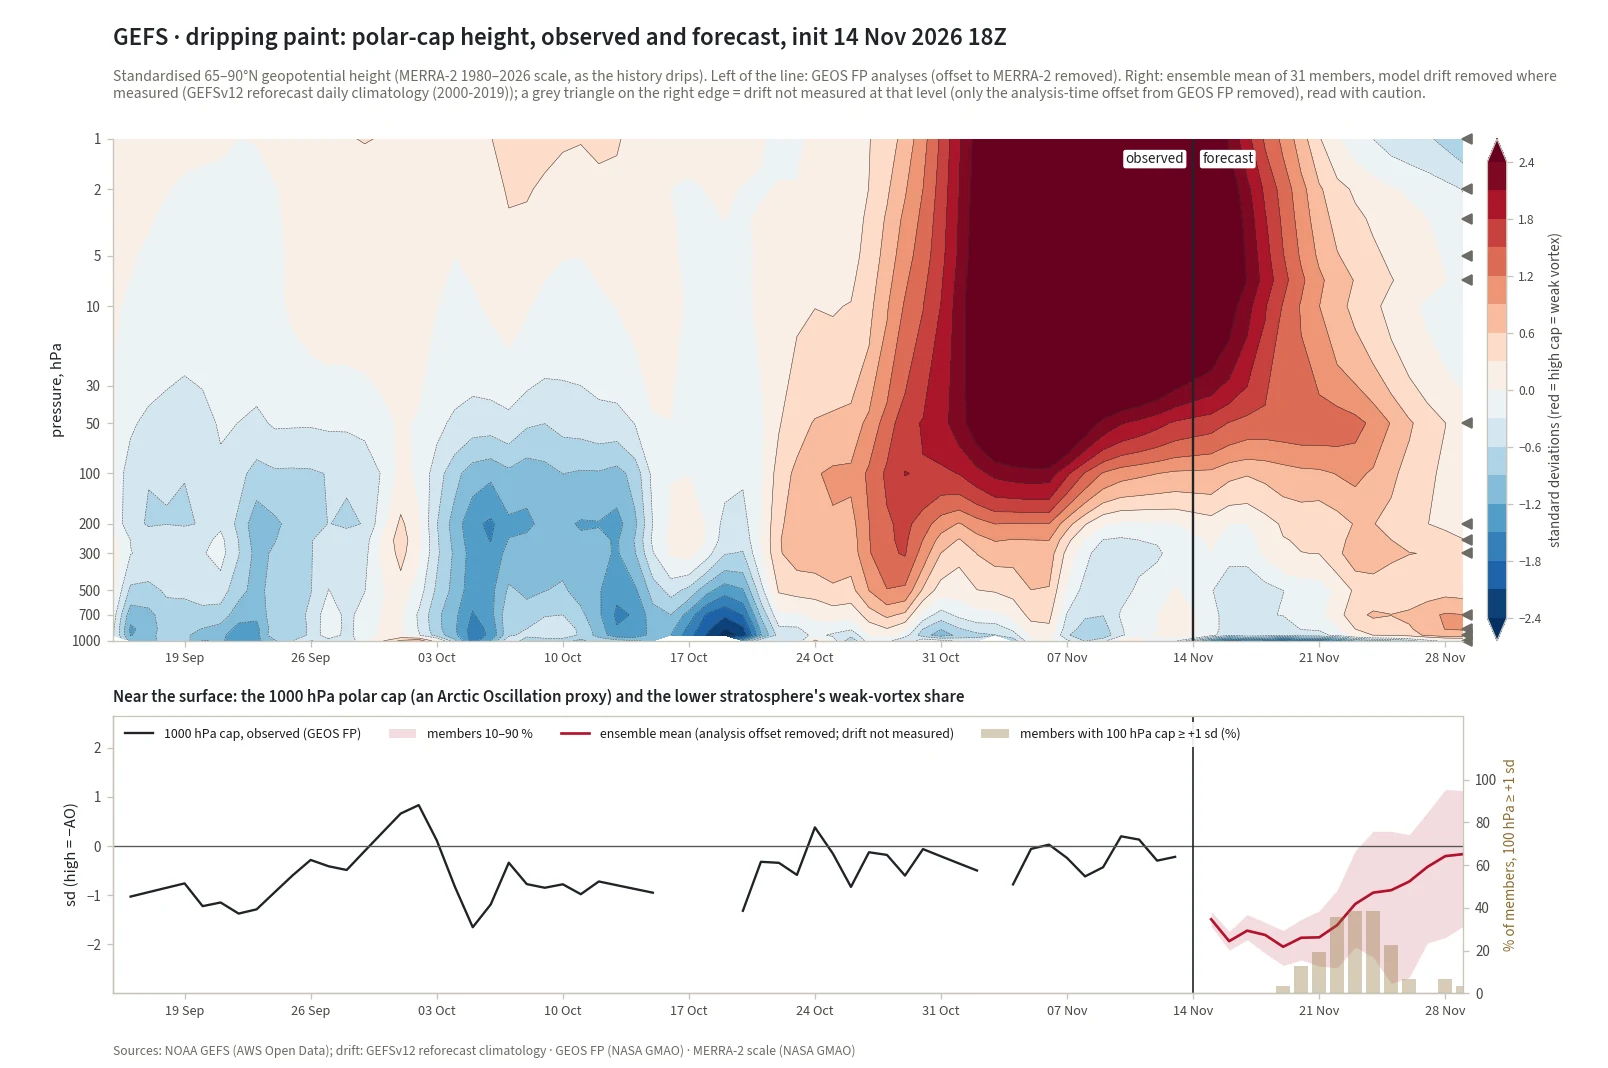 GEFS · dripping paint: polar-cap height, observed and forecast, init 14 Nov 2026 18Z
Standardised 65–90°N geopotential height (MERRA-2 1980–2026 scale, as the history drips). Left of the line: GEOS FP analyses (offset to MERRA-2 removed). Right: ensemble mean of 31 members, model drift removed where
measured (GEFSv12 reforecast daily climatology (2000-2019)); a grey triangle on the right edge = drift not measured at that level (only the analysis-time offset from GEOS FP removed), read with caution.
pressure, hPa
1
2
5
10
30
50
100
200
300
500
700
1000
observed
forecast
19 Sep
26 Sep
03 Oct
10 Oct
17 Oct
24 Oct
31 Oct
07 Nov
14 Nov
21 Nov
28 Nov
2.4
1.8
1.2
0.6
0.0
−0.6
−1.2
−1.8
−2.4
standard deviations (red = high cap = weak vortex)
Near the surface: the 1000 hPa polar cap (an Arctic Oscillation proxy) and the lower stratosphere's weak-vortex share
1000 hPa cap, observed (GEOS FP)
members 10–90 %
ensemble mean (analysis offset removed; drift not measured)
members with 100 hPa cap ≥ +1 sd (%)
sd (high = −AO)
2
1
0
−1
−2
100
80
60
40
20
0
% of members, 100 hPa ≥ +1 sd
19 Sep
26 Sep
03 Oct
10 Oct
17 Oct
24 Oct
31 Oct
07 Nov
14 Nov
21 Nov
28 Nov
Sources: NOAA GEFS (AWS Open Data); drift: GEFSv12 reforecast climatology · GEOS FP (NASA GMAO) · MERRA-2 scale (NASA GMAO)